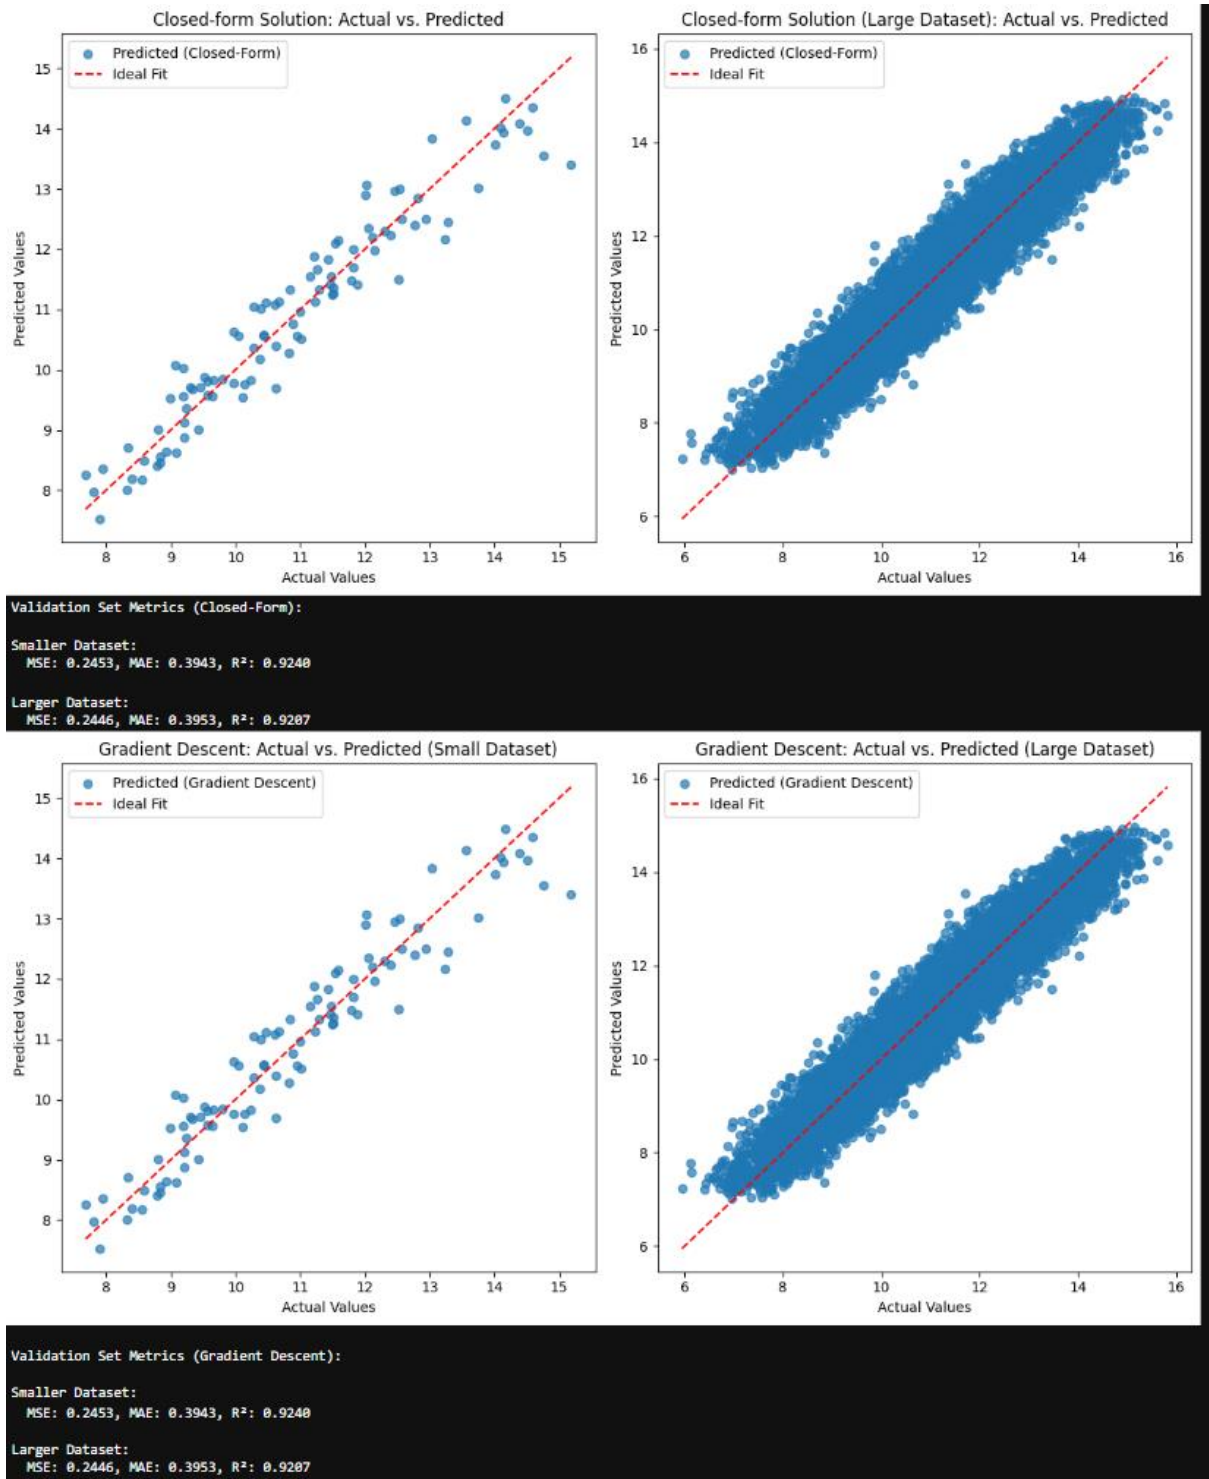 Closed-form Solution: Actual vs. Predicted
Predicted (Closed-Form)
Ideal Fit
15
14
13
12
11
10
9
8
Predicted Values
8 9 10 11 12 13 14 15
Actual Values
Closed-form Solution (Large Dataset): Actual vs. Predicted
Predicted (Closed-Form)
Ideal Fit
16
14
12
10
8
6
Predicted Values
6 8 10 12 14 16
Actual Values
Validation Set Metrics (Closed-Form):
Smaller Dataset:
MSE: 0.2453, MAE: 0.3943, R²: 0.9240
Larger Dataset:
MSE: 0.2446, MAE: 0.3953, R²: 0.9207
Gradient Descent: Actual vs. Predicted (Small Dataset)
Predicted (Gradient Descent)
Ideal Fit
15
14
13
12
11
10
9
8
Predicted Values
8 9 10 11 12 13 14 15
Actual Values
Gradient Descent: Actual vs. Predicted (Large Dataset)
Predicted (Gradient Descent)
Ideal Fit
16
14
12
10
8
6
Predicted Values
6 8 10 12 14 16
Actual Values
Validation Set Metrics (Gradient Descent):
Smaller Dataset:
MSE: 0.2453, MAE: 0.3943, R²: 0.9240
Larger Dataset:
MSE: 0.2446, MAE: 0.3953, R²: 0.9207